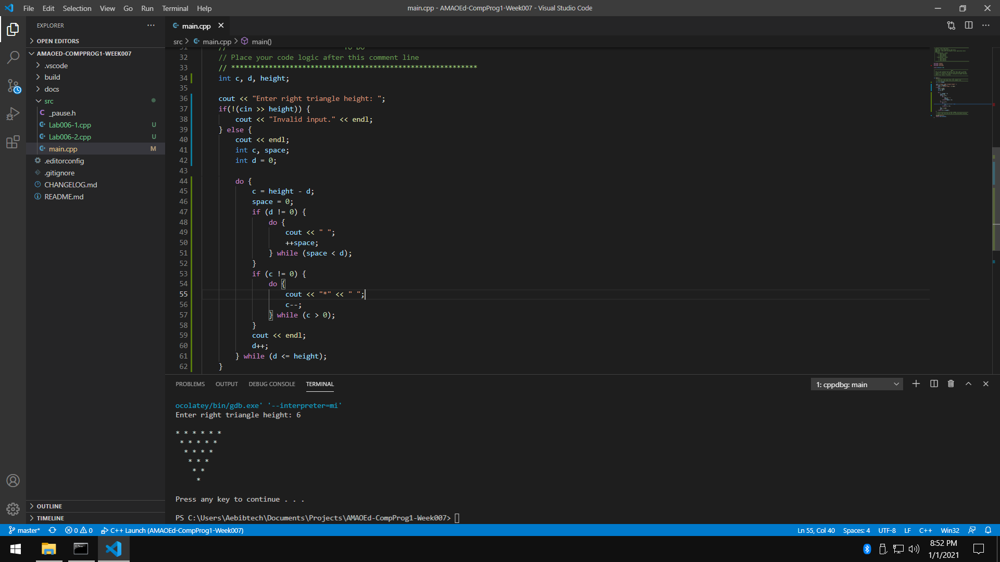 File Edit Selection View Go Run Terminal Help
main.cpp - AMAOEd-CompProg1-Week007 - Visual Studio Code
EXPLORER
OPEN EDITORS
AMAOED-COMPPROG1-WEEK007
.vscode
build
docs
src
C _pause.h
Lab006-1.cpp U
Lab006-2.cpp U
main.cpp M
.editorconfig
.gitignore
CHANGELOG.md
README.md
OUTLINE
TIMELINE
main.cpp
src > main.cpp > main()
31 // TO DO
32 // Place your code logic after this comment line
33 // ***********************************************************
34 int c, d, height;
35
36 cout << "Enter right triangle height: ";
37 if(!(cin >> height)) {
38 cout << "Invalid input." << endl;
39 } else {
40 cout << endl;
41 int c, space;
42 int d = 0;
43
44 do {
45 c = height - d;
46 space = 0;
47 if (d != 0) {
48 do {
49 cout << " ";
50 ++space;
51 } while (space < d);
52 }
53 if (c != 0) {
54 do {
55 cout << "*" << " ";
56 c--;
57 } while (c > 0);
58 }
59 cout << endl;
60 d++;
61 } while (d <= height);
62 }
PROBLEMS OUTPUT DEBUG CONSOLE TERMINAL
1: cppdbg: main
ocolatey/bin/gdb.exe' '--interpreter=mi'
Enter right triangle height: 6
* * * * * *
* * * * *
* * * *
* * *
* *
*
Press any key to continue . . .
PS C:\Users\Aebibtech\Documents\Projects\AMAOEd-CompProg1-Week007>
master* 0 0 C++ Launch (AMAOEd-CompProg1-Week007)
Ln 55, Col 40 Spaces: 4 UTF-8 LF C++ Win32
8:52 PM
1/1/2021